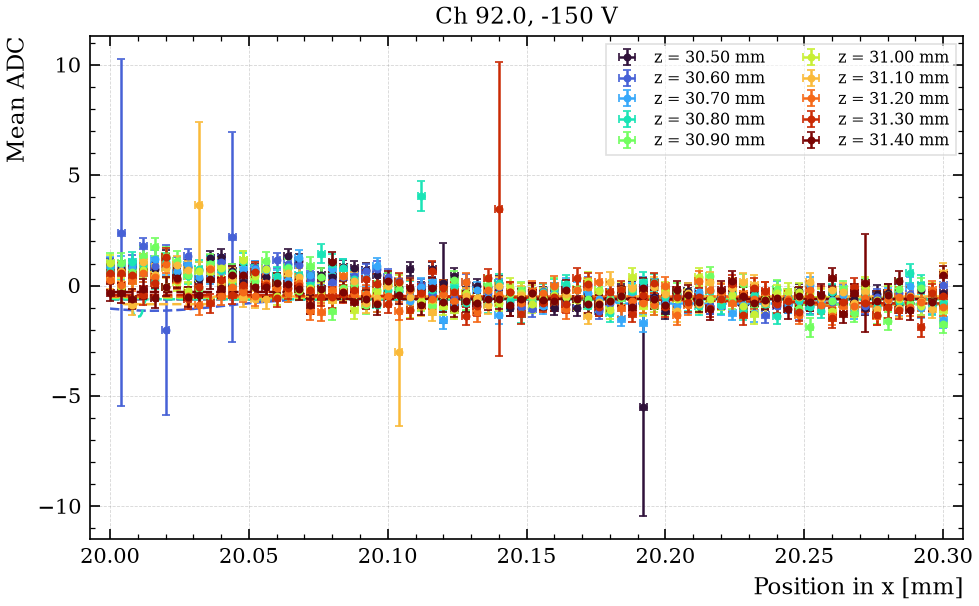 Ch 92.0, -150 V
Mean ADC
10
5
0
−5
−10
z = 30.50 mm
z = 30.60 mm
z = 30.70 mm
z = 30.80 mm
z = 30.90 mm
z = 31.00 mm
z = 31.10 mm
z = 31.20 mm
z = 31.30 mm
z = 31.40 mm
20.00 20.05 20.10 20.15 20.20 20.25 20.30
Position in x [mm]